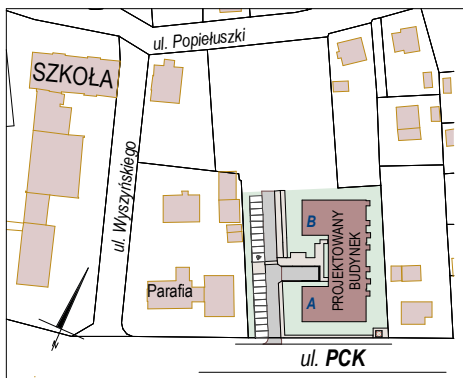 ul. Popiełuszki
SZKOŁA
ul. Wyszyńskiego
B
PROJEKTOWANY
BUDYNEK
A
Parafia
N
ul. PCK